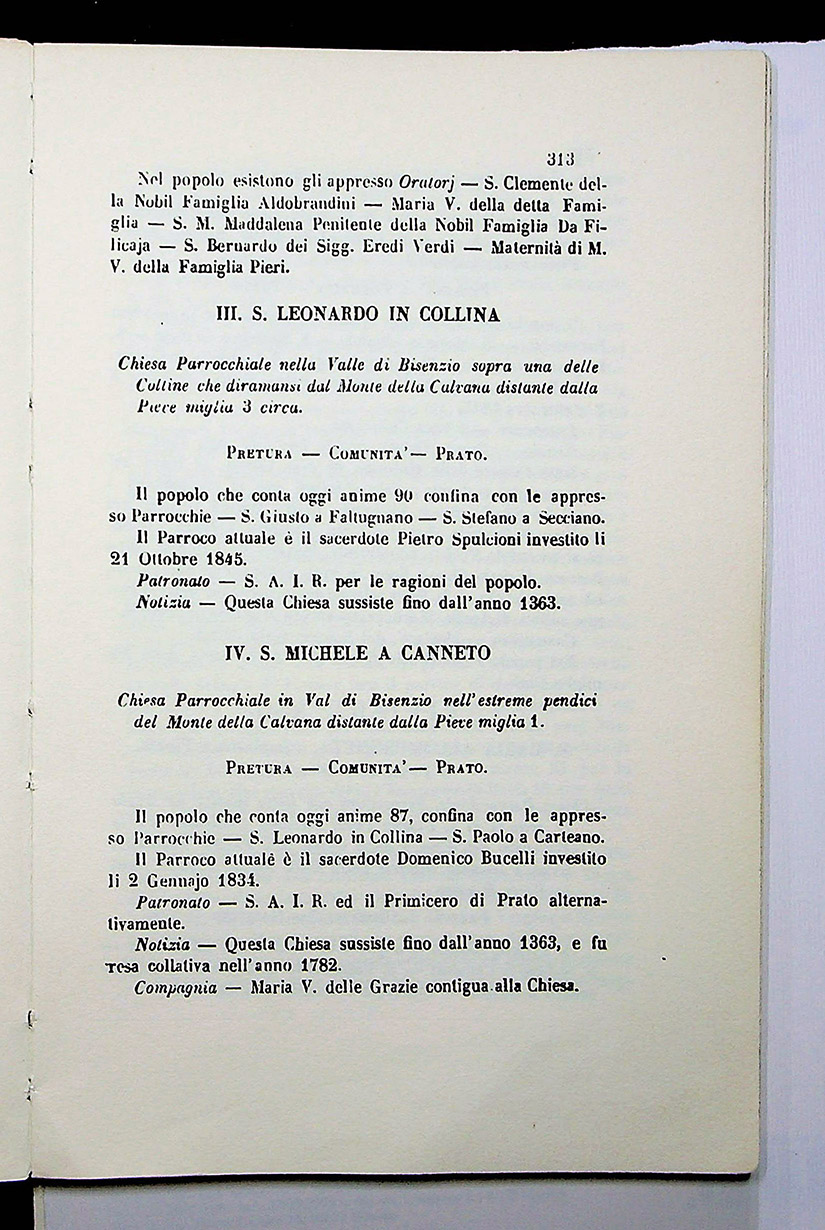 313
Nel popolo esistono gli appresso Oratorj — S. Clemente del-
la Nobil Famiglia Aldobrandini — Maria V. della detta Fami-
glia — S. M. Maddalena Penitente della Nobil Famiglia Da Fi-
licaja — S. Bernardo dei Sigg. Eredi Verdi — Maternità di M.
V. della Famiglia Pieri.
III. S. LEONARDO IN COLLINA
Chiesa Parrocchiale nella Valle di Bisenzio sopra una delle
Colline che diramansi dal Monte della Calvana distante dalla
Pieve miglia 3 circa.
PRETURA — COMUNITA' — PRATO.
Il popolo che conta oggi anime 90 confina con le appres-
so Parrocchie — S. Giusto a Faltugnano — S. Stefano a Secciano.
Il Parroco attuale è il sacerdote Pietro Spulcioni investito li
21 Ottobre 1845.
Patronato — S. A. I. R. per le ragioni del popolo.
Notizia — Questa Chiesa sussiste fino dall'anno 1363.
IV. S. MICHELE A CANNETO
Chiesa Parrocchiale in Val di Bisenzio nell'estreme pendici
del Monte della Calvana distante dalla Pieve miglia 1.
PRETURA — COMUNITA' — PRATO.
Il popolo che conta oggi anime 87, confina con le appres-
so Parrocchie — S. Leonardo in Collina — S. Paolo a Carteano.
Il Parroco attuale è il sacerdote Domenico Bucelli investito
li 2 Gennajo 1834.
Patronato — S. A. I. R. ed il Primicero di Prato alterna-
tivamente.
Notizia — Questa Chiesa sussiste fino dall'anno 1363, e fu
resa collativa nell'anno 1782.
Compagnia — Maria V. delle Grazie contigua alla Chiesa.